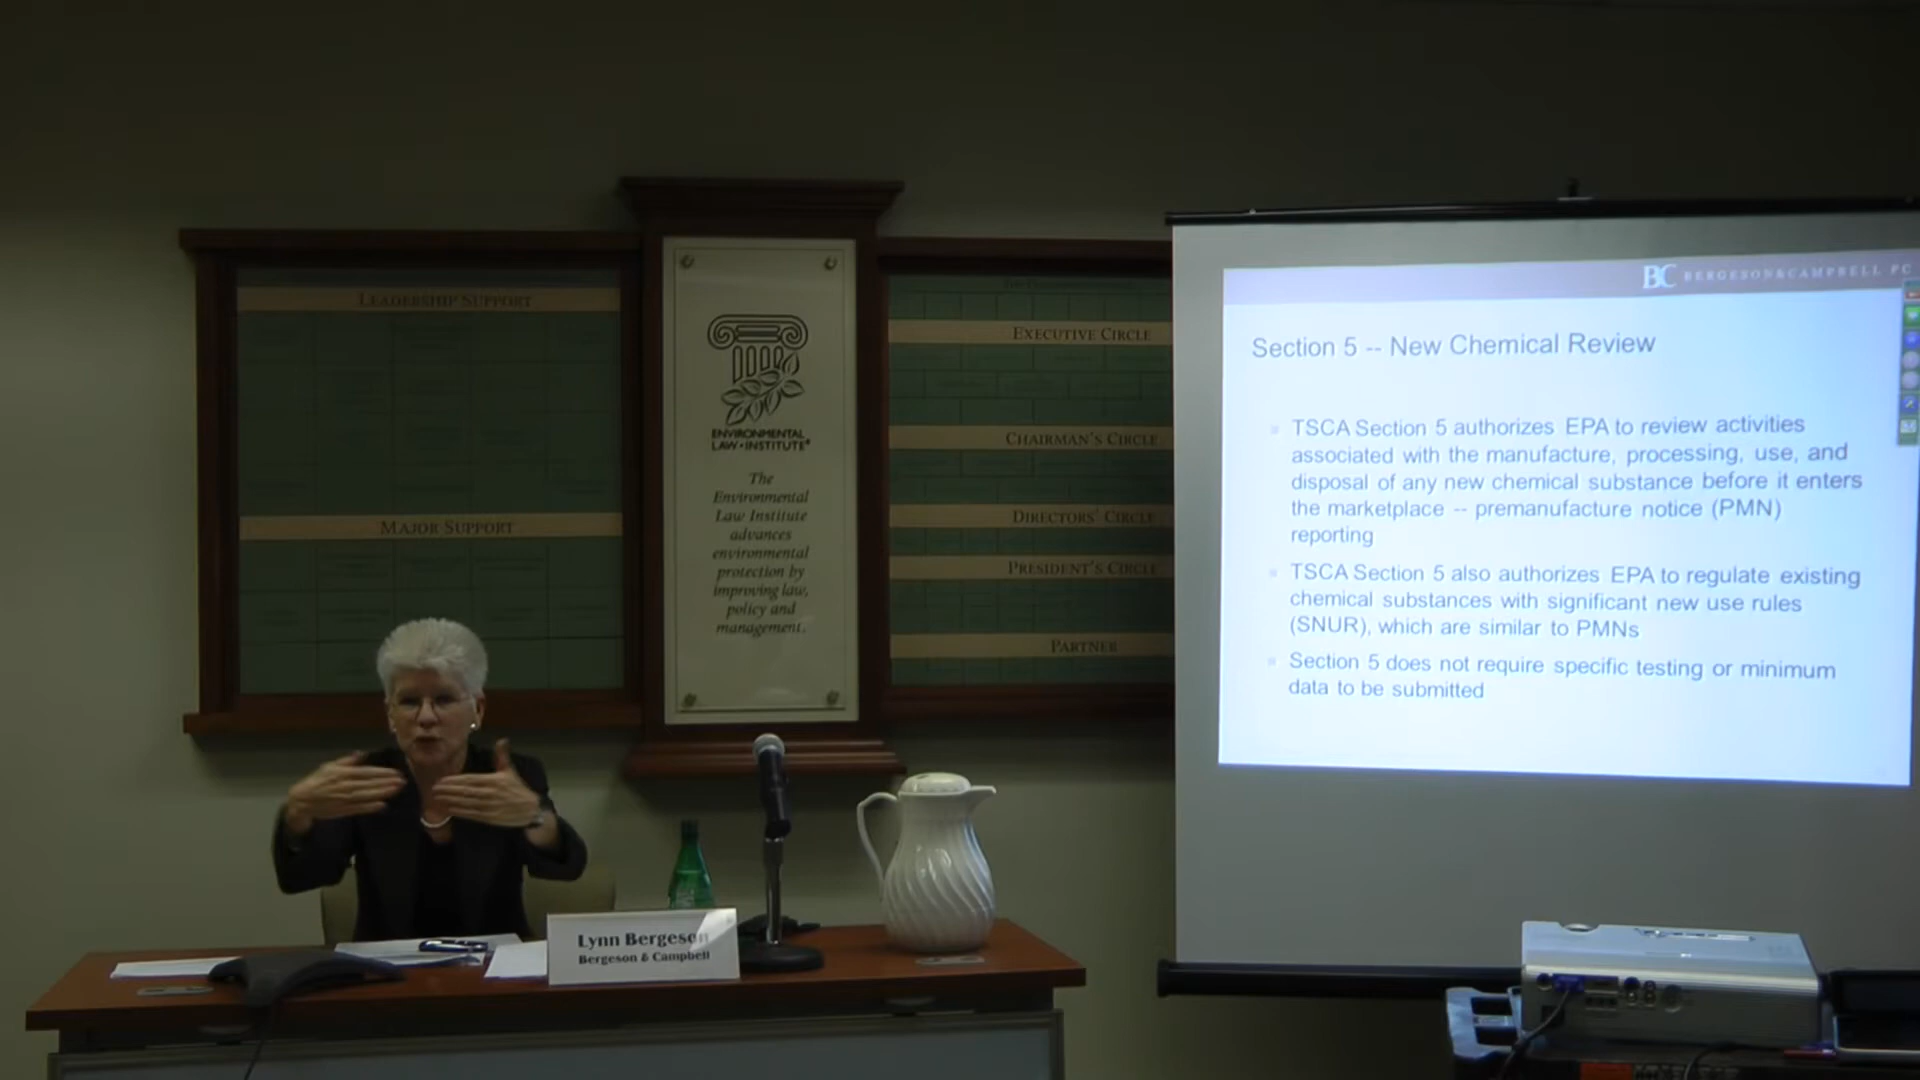 LEADERSHIP SUPPORT
MAJOR SUPPORT
ENVIRONMENTAL
LAW•INSTITUTE®
The
Environmental
Law Institute
advances
environmental
protection by
improving law,
policy and
management.
EXECUTIVE CIRCLE
CHAIRMAN'S CIRCLE
DIRECTORS' CIRCLE
PRESIDENT'S CIRCLE
PARTNER
BC BERGESON&CAMPBELL PC
Section 5 -- New Chemical Review
TSCA Section 5 authorizes EPA to review activities
associated with the manufacture, processing, use, and
disposal of any new chemical substance before it enters
the marketplace -- premanufacture notice (PMN)
reporting
TSCA Section 5 also authorizes EPA to regulate existing
chemical substances with significant new use rules
(SNUR), which are similar to PMNs
Section 5 does not require specific testing or minimum
data to be submitted
Lynn Bergeson
Bergeson & Campbell